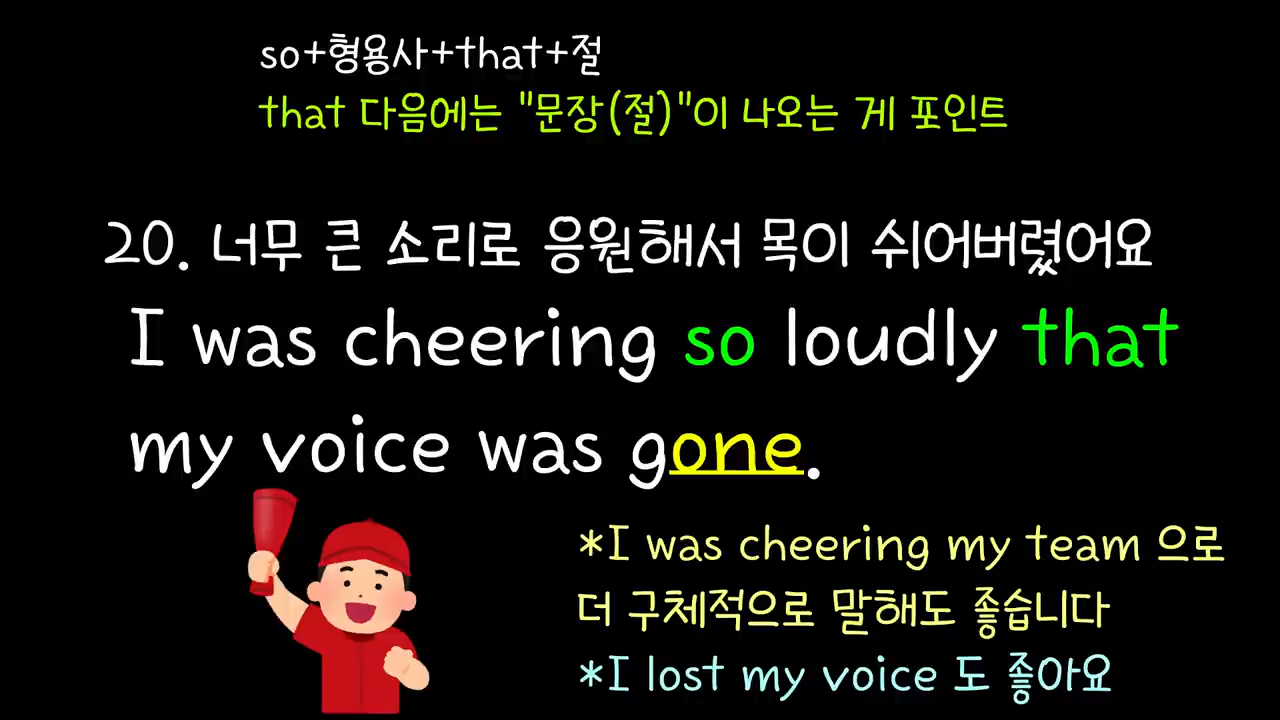 so+형용사+that+절
that 다음에는 "문장(절)"이 나오는 게 포인트
20. 너무 큰 소리로 응원해서 목이 쉬어버렸어요
I was cheering so loudly that
my voice was gone.
*I was cheering my team 으로
더 구체적으로 말해도 좋습니다
*I lost my voice 도 좋아요